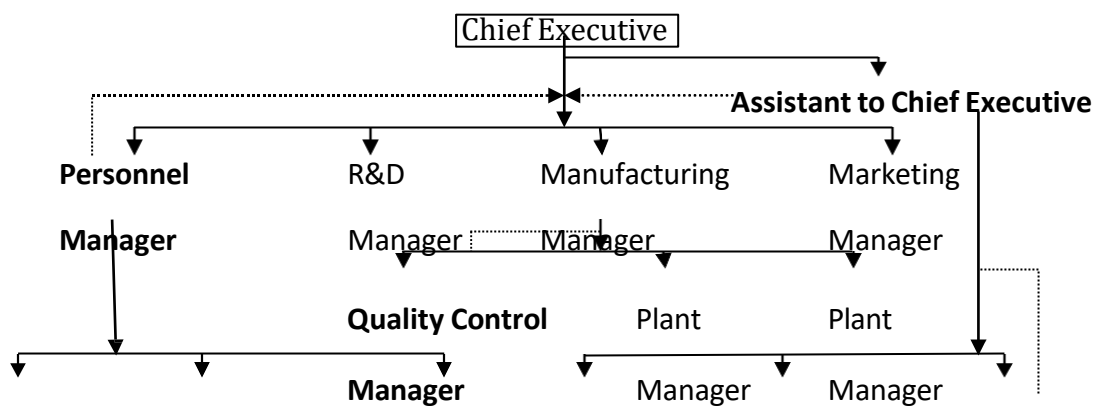 Chief Executive
Assistant to Chief Executive
Personnel R&D Manufacturing Marketing
Manager Manager Manager Manager
Quality Control Plant Plant
Manager Manager Manager